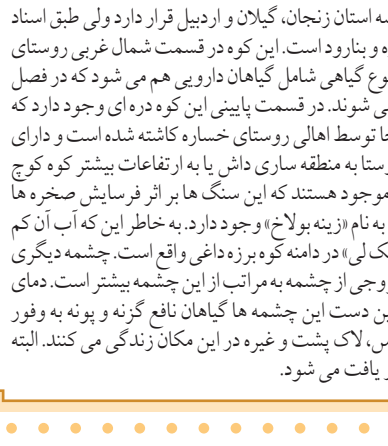 سه استان زنجان، گیلان و اردبیل قرار دارد ولی طبق اسناد
و بنارود است. این کوه در قسمت شمال غربی روستای
وع گیاهی شامل گیاهان دارویی هم می شود که در فصل
ی شوند. در قسمت پایینی این کوه دره ای وجود دارد که
جا توسط اهالی روستای خساره کاشته شده است و دارای
وستا به منطقه ساری داش یا به ارتفاعات بیشتر کوه کوچ
موجود هستند که این سنگ ها بر اثر فرسایش صخره ها
به نام «زینه بولاخ» وجود دارد. به خاطر این که آب آن کم
ک لی» در دامنه کوه برزه داغی واقع است. چشمه دیگری
وجی از چشمه به مراتب از این چشمه بیشتر است. دمای
ین دست این چشمه ها گیاهان نافع گزنه و پونه به وفور
س، لاک پشت و غیره در این مکان زندگی می کنند. البته
یافت می شود.